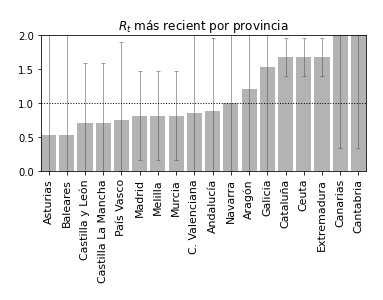 Rt más recient por provincia
2.0
1.5
1.0
0.5
0.0
Asturias
Baleares
Castilla y León
Castilla La Mancha
País Vasco
Madrid
Melilla
Murcia
C. Valenciana
Andalucía
Navarra
Aragón
Galicia
Cataluña
Ceuta
Extremadura
Canarias
Cantabria